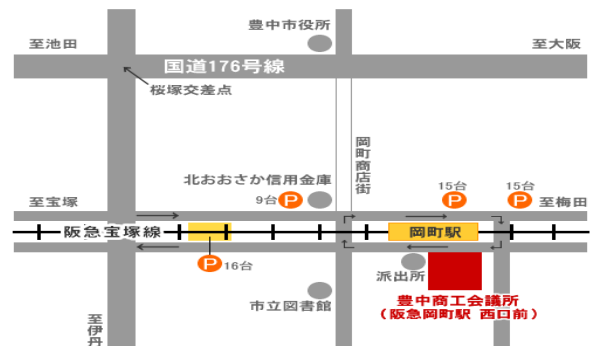 豊中市役所
至池田
至大阪
国道176号線
桜塚交差点
岡町商店街
北おおさか信用金庫
9台 P
15台
P
15台
P
至宝塚
至梅田
阪急宝塚線
岡町駅
P 16台
派出所
市立図書館
豊中商工会議所
（阪急岡町駅 西口前）
至伊丹